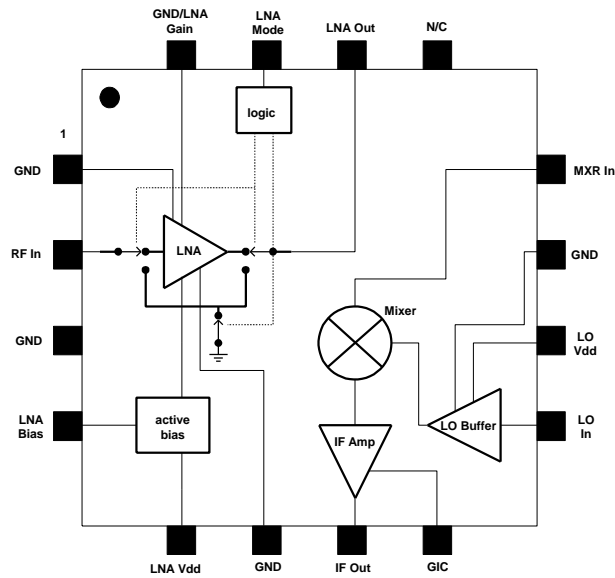 GND/LNA
Gain
LNA
Mode
LNA Out
N/C
logic
1
GND
MXR In
RF In
LNA
GND
Mixer
GND
LO
Vdd
LNA
Bias
active
bias
IF Amp
LO Buffer
LO
In
LNA Vdd
GND
IF Out
GIC